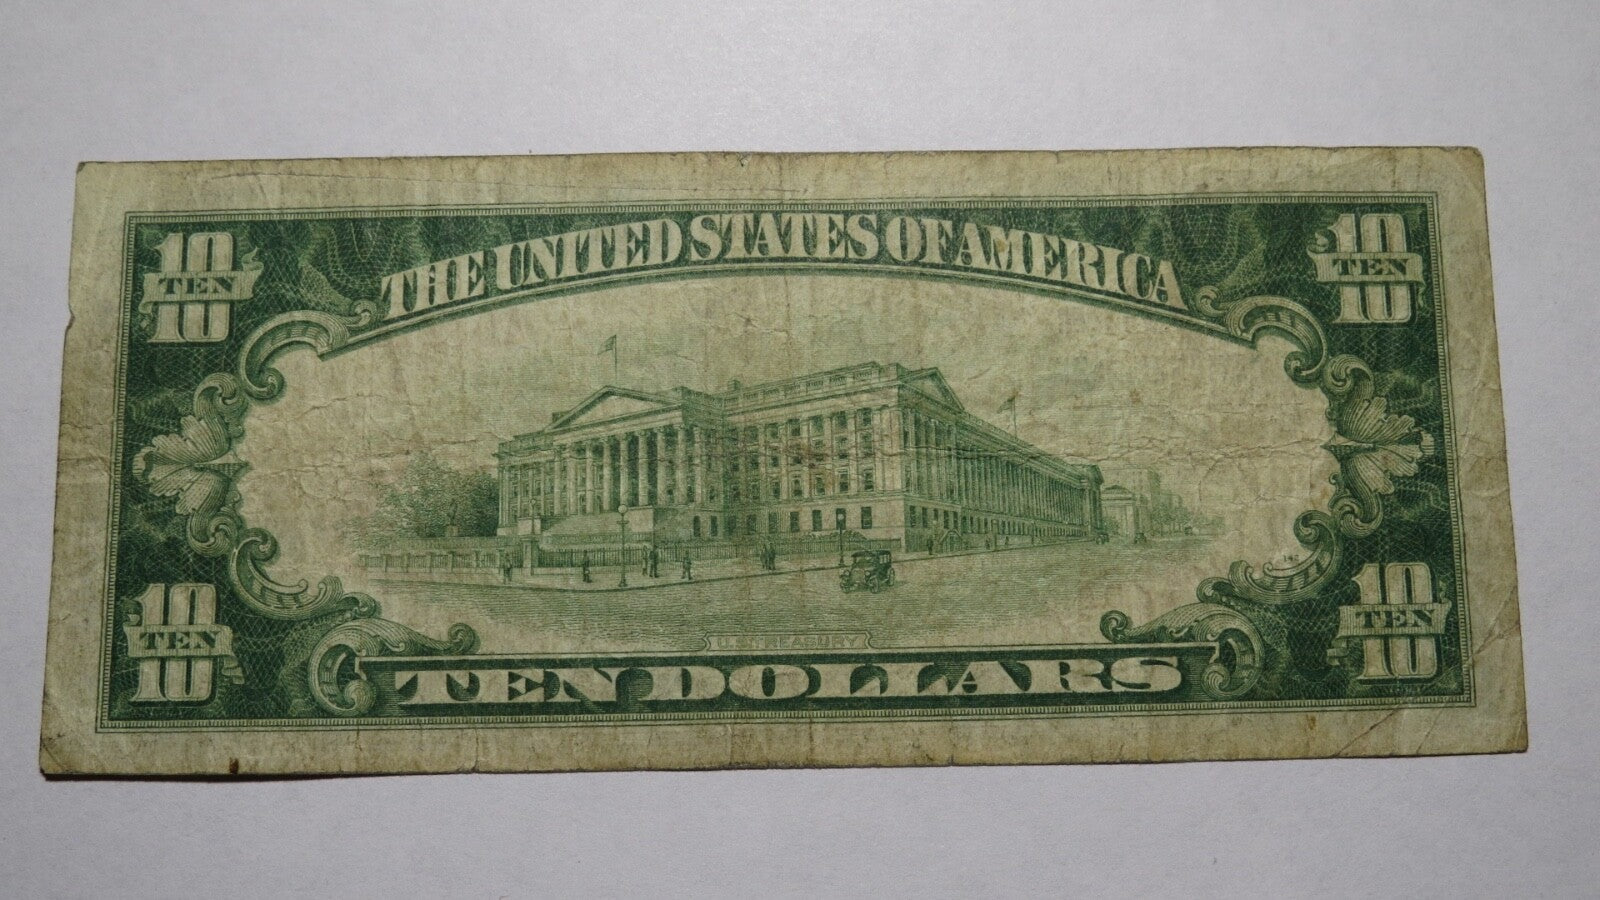 10 TEN 10
THE UNITED STATES OF AMERICA
10 TEN 10
10 TEN 10
U.S. TREASURY
TEN DOLLARS
10 TEN 10